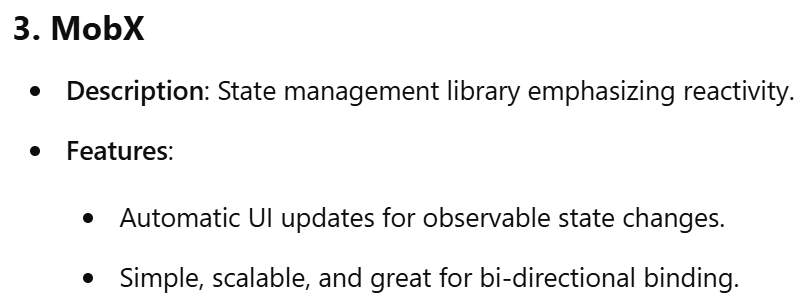 3. MobX
• Description: State management library emphasizing reactivity.
• Features:
• Automatic UI updates for observable state changes.
• Simple, scalable, and great for bi-directional binding.